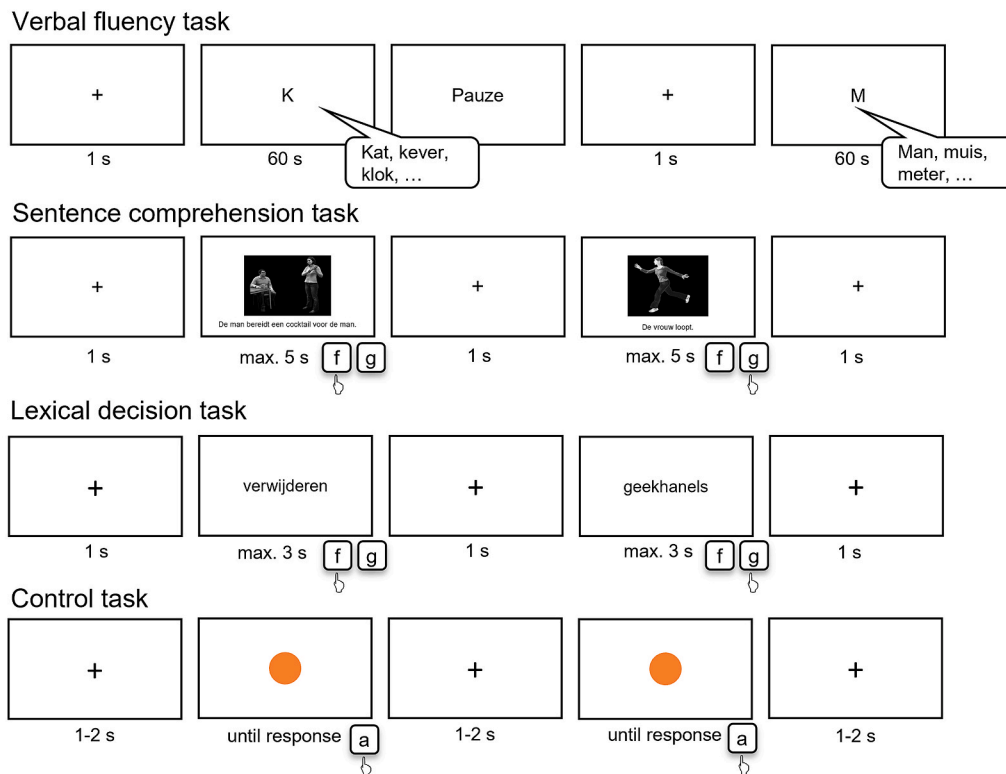 Verbal fluency task
+
K
Pauze
+
M
Kat, kever,
klok, …
Man, muis,
meter, …
1 s
60 s
1 s
60 s
Sentence comprehension task
+
De man bereidt een cocktail voor de man.
+
De vrouw loopt.
+
1 s
max. 5 s f g
1 s
max. 5 s f g
1 s
Lexical decision task
+
verwijderen
+
geekhanels
+
1 s
max. 3 s f g
1 s
max. 3 s f g
1 s
Control task
+
+
+
1-2 s
until response a
1-2 s
until response a
1-2 s